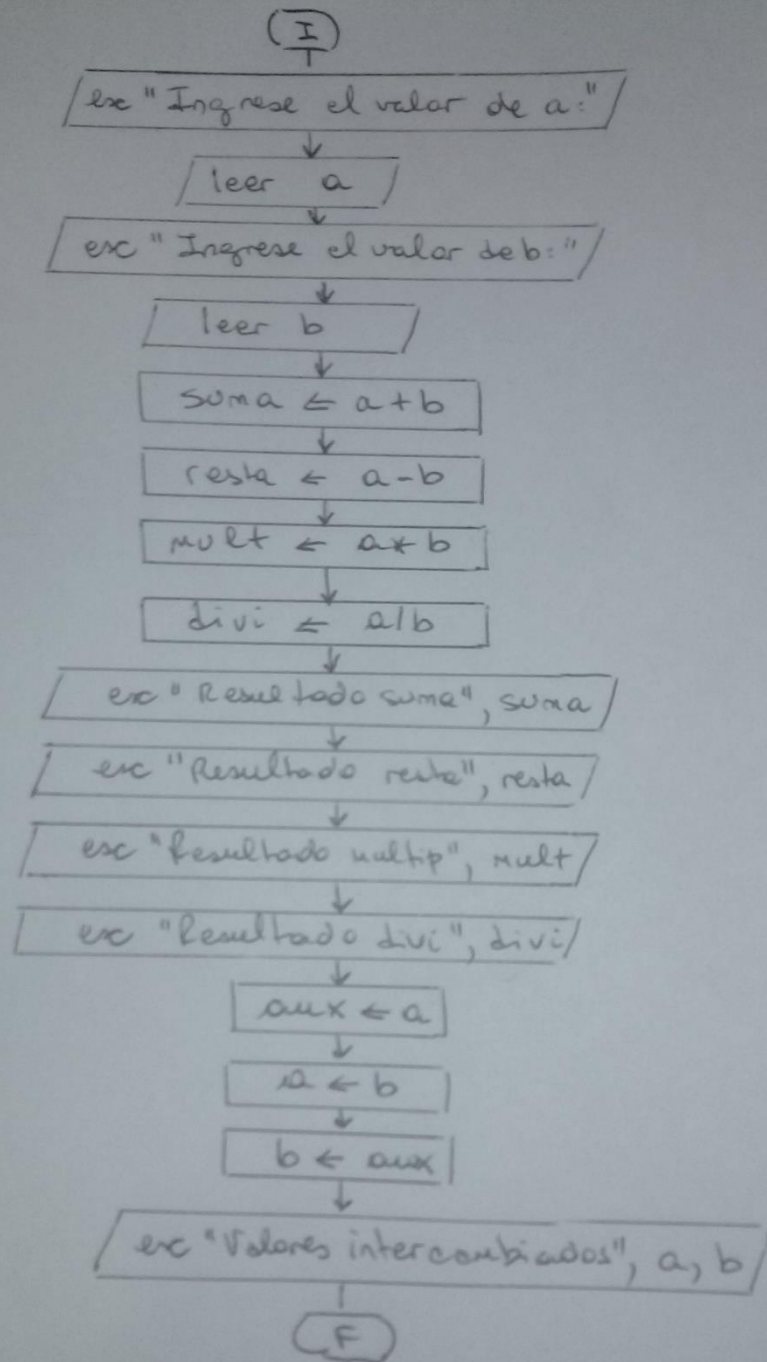 I
esc "Ingrese el valor de a:"
leer a
esc "Ingrese el valor de b:"
leer b
suma ← a + b
resta ← a - b
mult ← a * b
divi ← a / b
esc "Resultado suma", suma
esc "Resultado resta", resta
esc "Resultado multip", mult
esc "Resultado divi", divi
aux ← a
a ← b
b ← aux
esc "Valores intercambiados", a, b
F